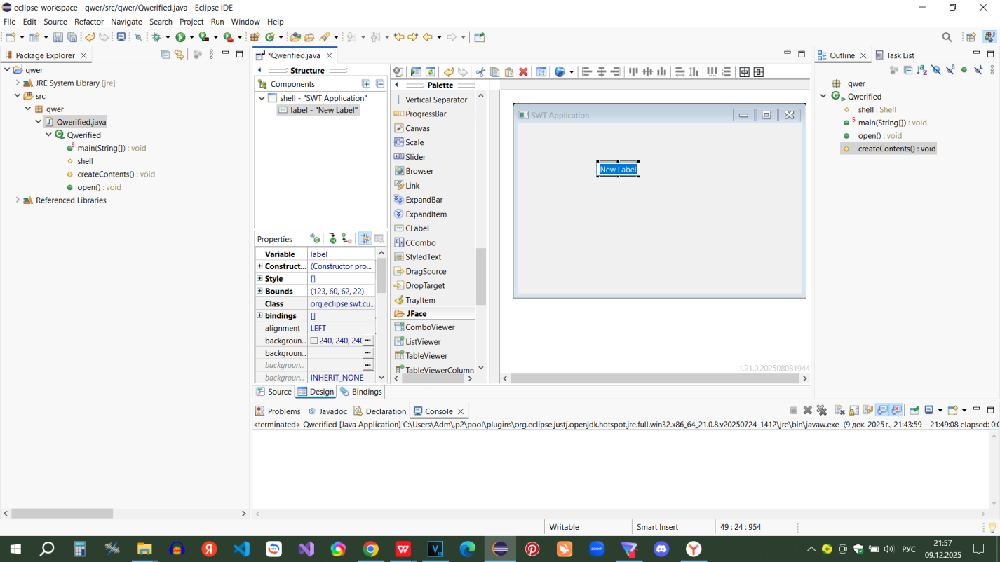 eclipse-workspace - qwer/src/qwer/Qwerified.java - Eclipse IDE
File Edit Source Refactor Navigate Search Project Run Window Help
Package Explorer
qwer
JRE System Library [jre]
src
qwer
Qwerified.java
Qwerified
main(String[]) : void
shell
createContents() : void
open() : void
Referenced Libraries
*Qwerified.java
Structure
Components
shell - "SWT Application"
label - "New Label"
Properties
Variable label
Construct... (Constructor pro...
Style []
Bounds (123, 60, 62, 22)
Class org.eclipse.swt.cu...
bindings []
alignment LEFT
backgroun... 240, 240, 240 ...
backgroun... ...
backgroun... ...
backgroun... INHERIT_NONE
Palette
Vertical Separator
ProgressBar
Canvas
Scale
Slider
Browser
Link
ExpandBar
ExpandItem
CLabel
CCombo
StyledText
DragSource
DropTarget
TrayItem
JFace
ComboViewer
ListViewer
TableViewer
TableViewerColumn
SWT Application
New Label
1.21.0.202508081944
Source Design Bindings
Outline Task List
qwer
Qwerified
shell : Shell
main(String[]) : void
open() : void
createContents() : void
Problems Javadoc Declaration Console
<terminated> Qwerified [Java Application] C:\Users\Adm\.p2\pool\plugins\org.eclipse.justj.openjdk.hotspot.jre.full.win32.x86_64_21.0.8.v20250724-1412\jre\bin\javaw.exe (9 дек. 2025 г., 21:43:59 – 21:49:08 elapsed: 0:0
Writable Smart Insert 49 : 24 : 954
РУС
21:57
09.12.2025